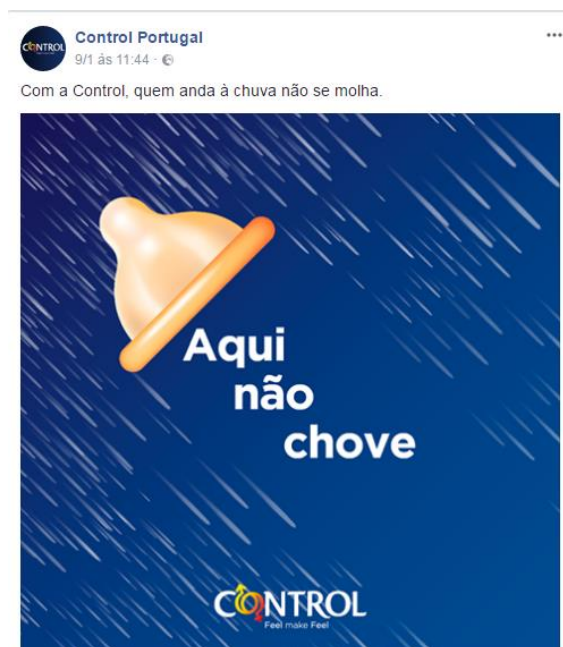 Control Portugal
9/1 às 11:44
Com a Control, quem anda à chuva não se molha.
CONTROL
Aqui
não
chove
CONTROL
Feel make Feel